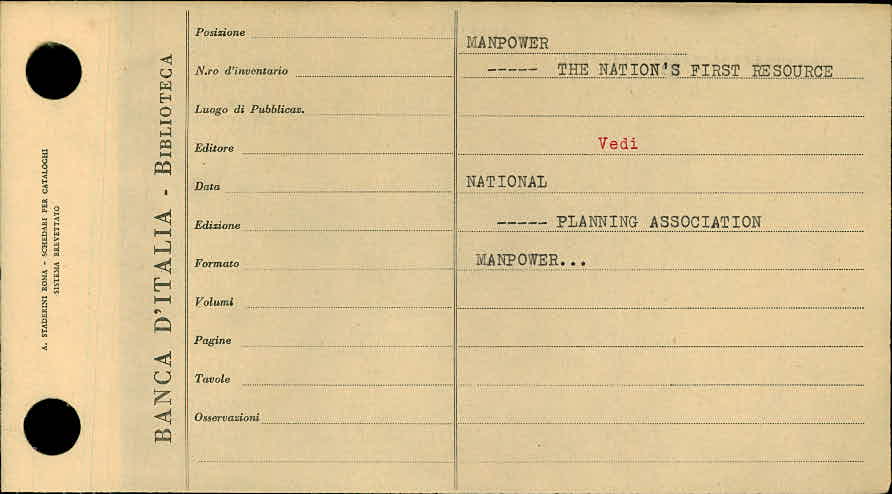 A. STADERINI ROMA - SCHEDARI PER CATALOGHI
SISTEMA BREVETTATO
BANCA D'ITALIA - BIBLIOTECA
Posizione
N.ro d'inventario
Luogo di Pubblicaz.
Editore
Data
Edizione
Formato
Volumi
Pagine
Tavole
Osservazioni
MANPOWER
----- THE NATION'S FIRST RESOURCE
Vedi
NATIONAL
----- PLANNING ASSOCIATION
MANPOWER...